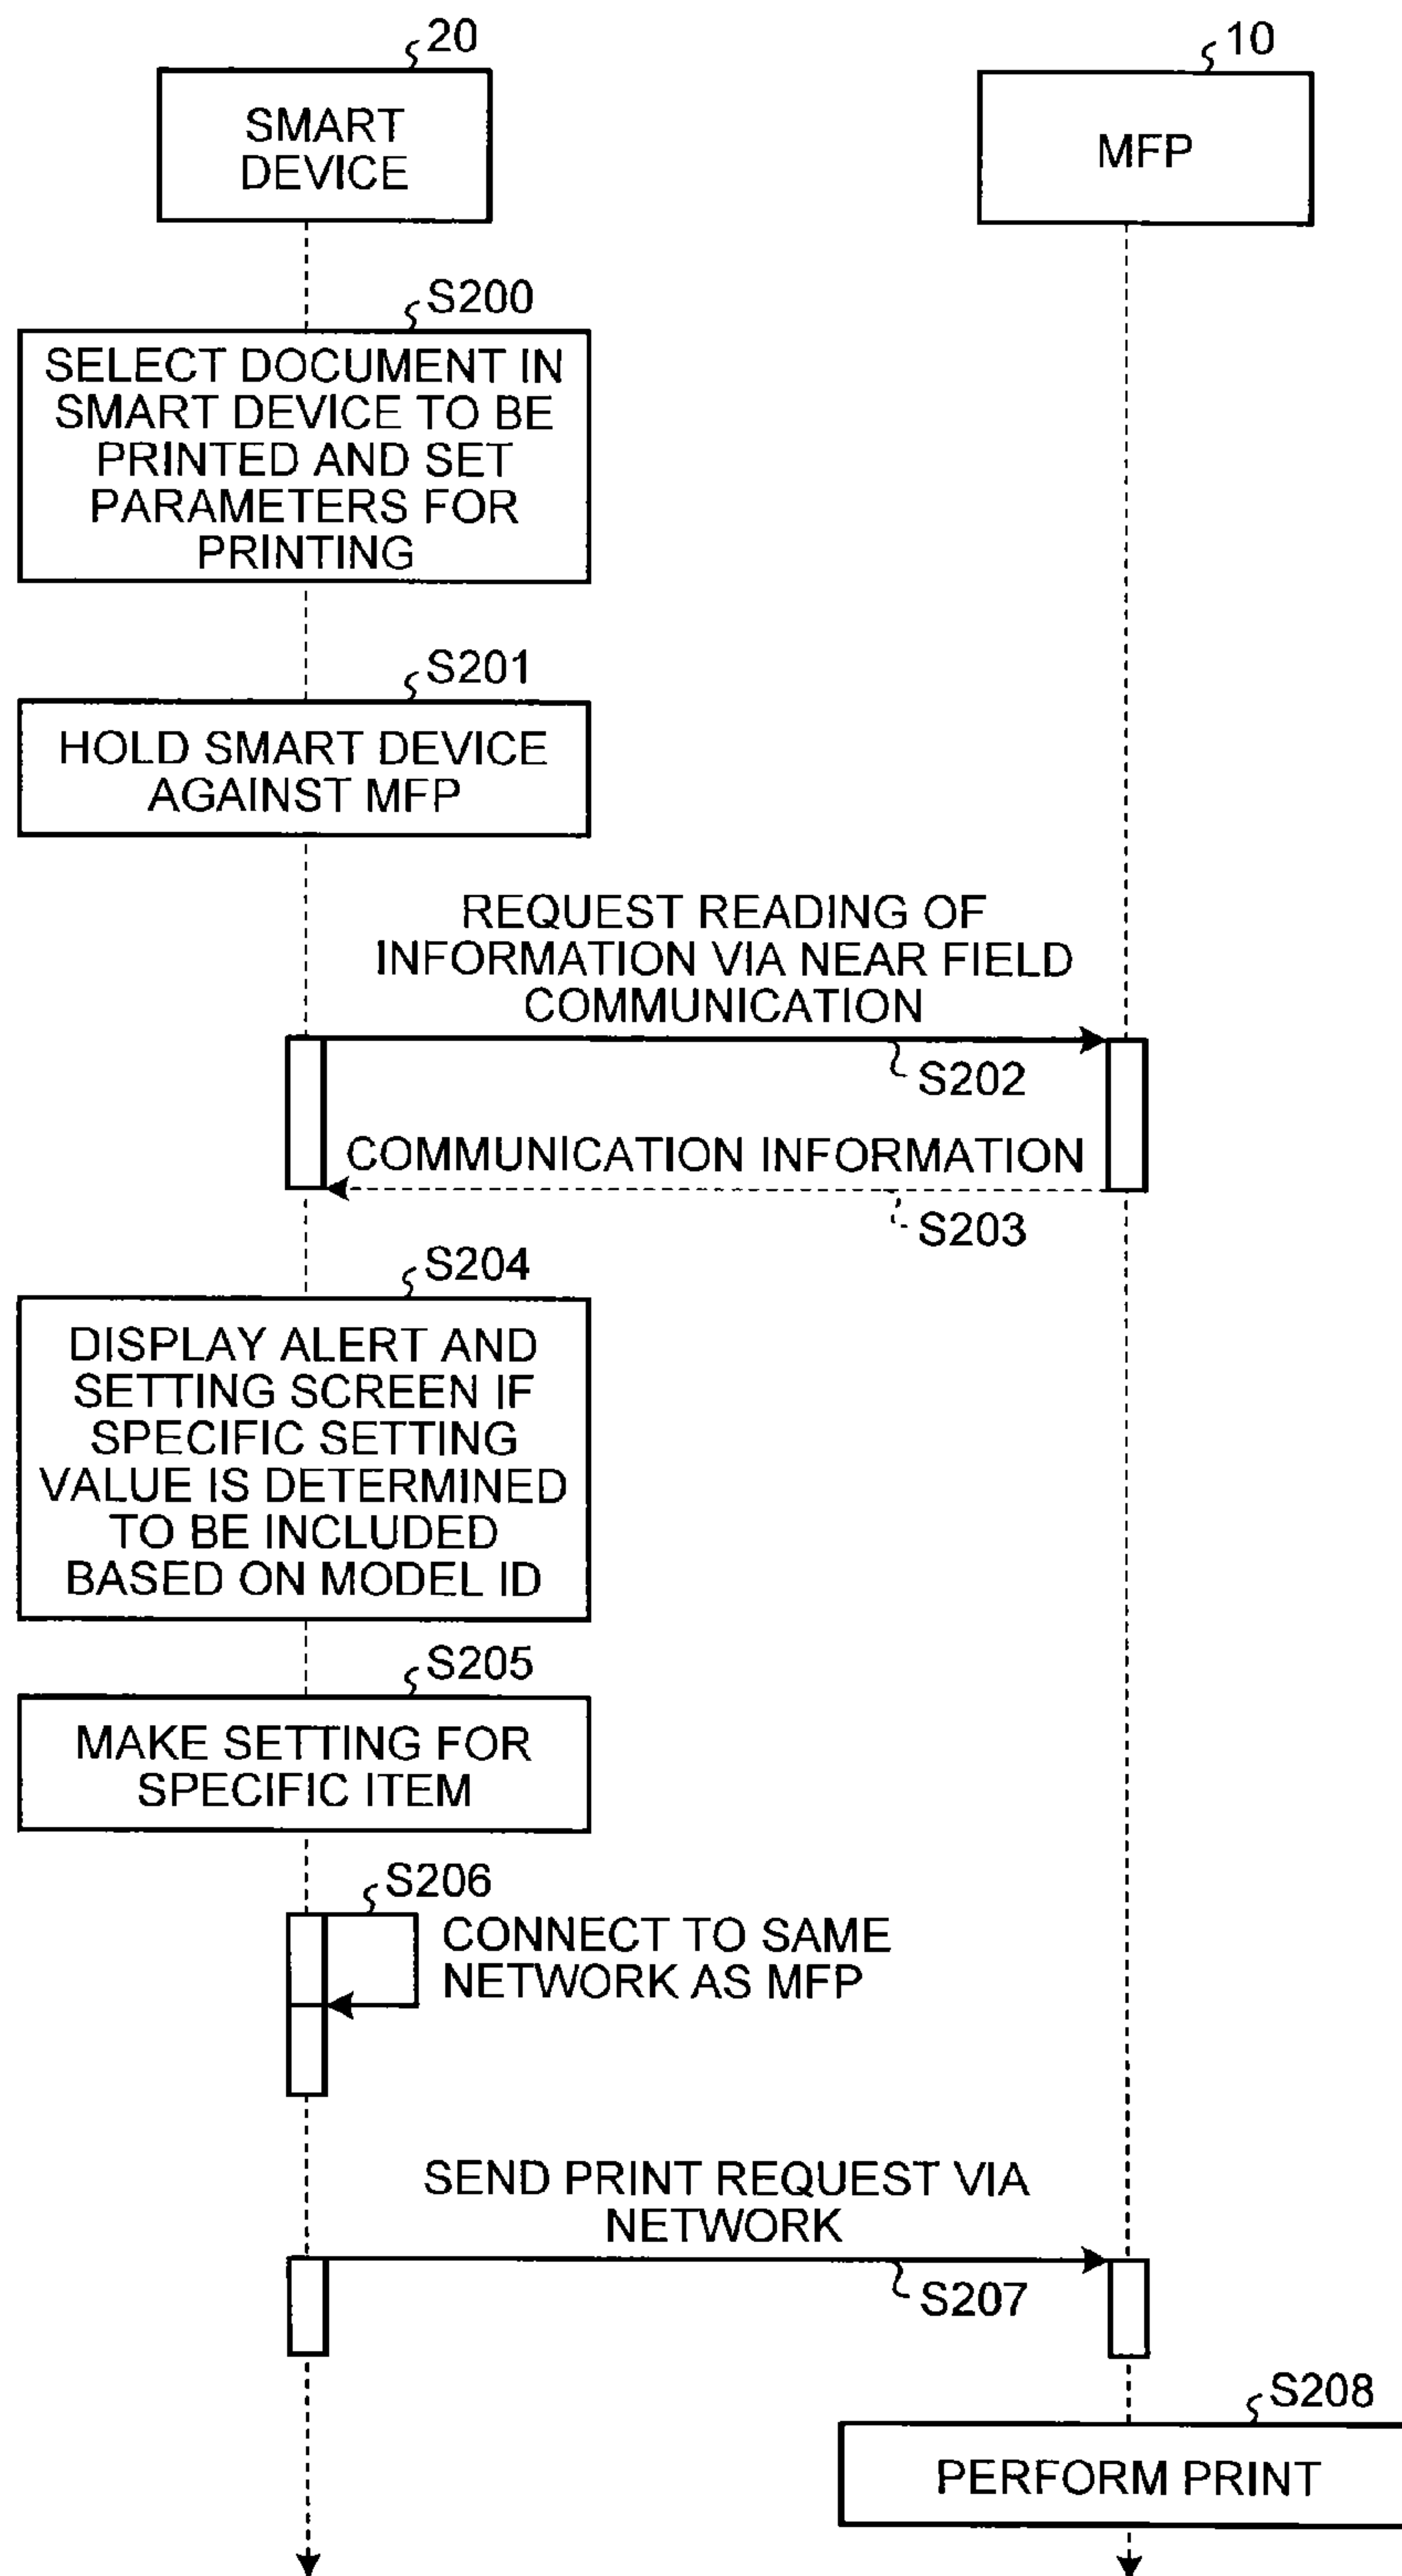 20
10
SMART
DEVICE
MFP
S200
SELECT DOCUMENT IN
SMART DEVICE TO BE
PRINTED AND SET
PARAMETERS FOR
PRINTING
S201
HOLD SMART DEVICE
AGAINST MFP
REQUEST READING OF
INFORMATION VIA NEAR FIELD
COMMUNICATION
S202
COMMUNICATION INFORMATION
S203
S204
DISPLAY ALERT AND
SETTING SCREEN IF
SPECIFIC SETTING
VALUE IS DETERMINED
TO BE INCLUDED
BASED ON MODEL ID
S205
MAKE SETTING FOR
SPECIFIC ITEM
S206
CONNECT TO SAME
NETWORK AS MFP
SEND PRINT REQUEST VIA
NETWORK
S207
S208
PERFORM PRINT